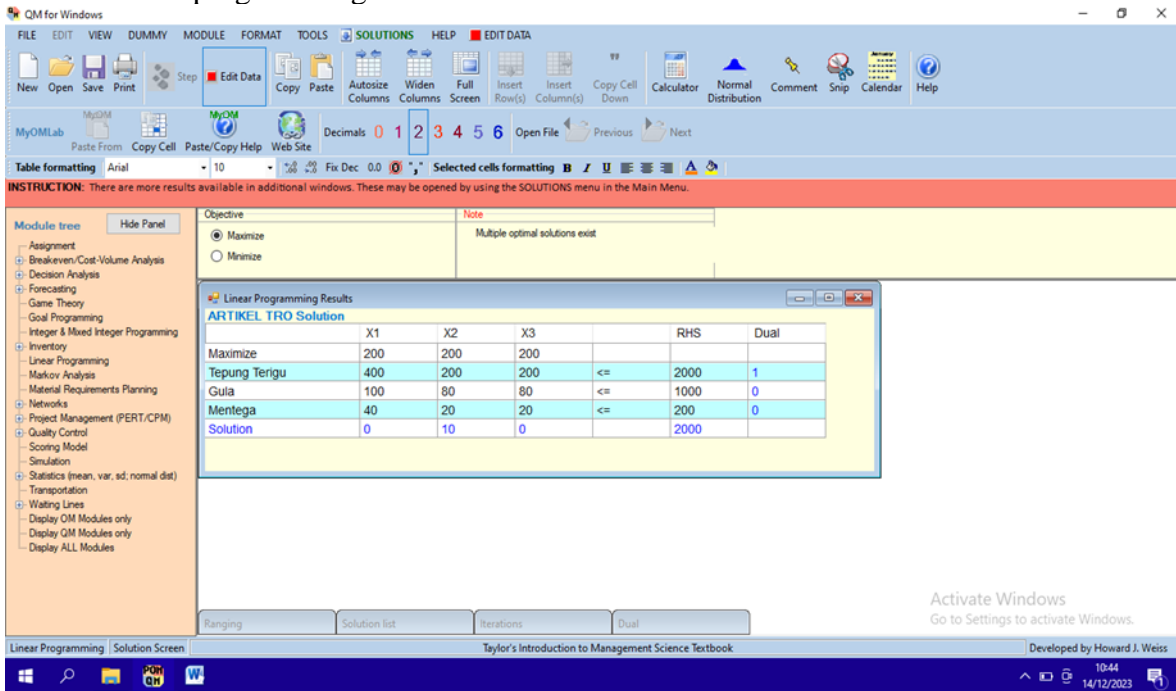 QM for Windows
FILE EDIT VIEW DUMMY MODULE FORMAT TOOLS SOLUTIONS HELP EDIT DATA
New Open Save Print Step Edit Data Copy Paste Autosize Columns Widen Columns Full Screen Insert Row(s) Insert Column(s) Copy Cell Down Calculator Normal Distribution Comment Snip Calendar Help
MyOMLab Paste From Copy Cell Paste/Copy Help Web Site Decimals 0 1 2 3 4 5 6 Open File Previous Next
Table formatting Arial 10 Fix Dec 0.0 Selected cells formatting B I U
INSTRUCTION: There are more results available in additional windows. These may be opened by using the SOLUTIONS menu in the Main Menu.
Module tree
Hide Panel
Assignment
Breakeven/Cost-Volume Analysis
Decision Analysis
Forecasting
Game Theory
Goal Programming
Integer & Mixed Integer Programming
Inventory
Linear Programming
Markov Analysis
Material Requirements Planning
Networks
Project Management (PERT/CPM)
Quality Control
Scoring Model
Simulation
Statistics (mean, var, sd; normal dist)
Transportation
Waiting Lines
Display OM Modules only
Display QM Modules only
Display ALL Modules
Objective
Maximize
Minimize
Note
Multiple optimal solutions exist
Linear Programming Results
ARTIKEL TRO Solution
X1 X2 X3 RHS Dual
Maximize 200 200 200
Tepung Terigu 400 200 200 <= 2000 1
Gula 100 80 80 <= 1000 0
Mentega 40 20 20 <= 200 0
Solution 0 10 0 2000
Ranging Solution list Iterations Dual
Activate Windows
Go to Settings to activate Windows.
Linear Programming Solution Screen Taylor's Introduction to Management Science Textbook Developed by Howard J. Weiss
10:44
14/12/2023